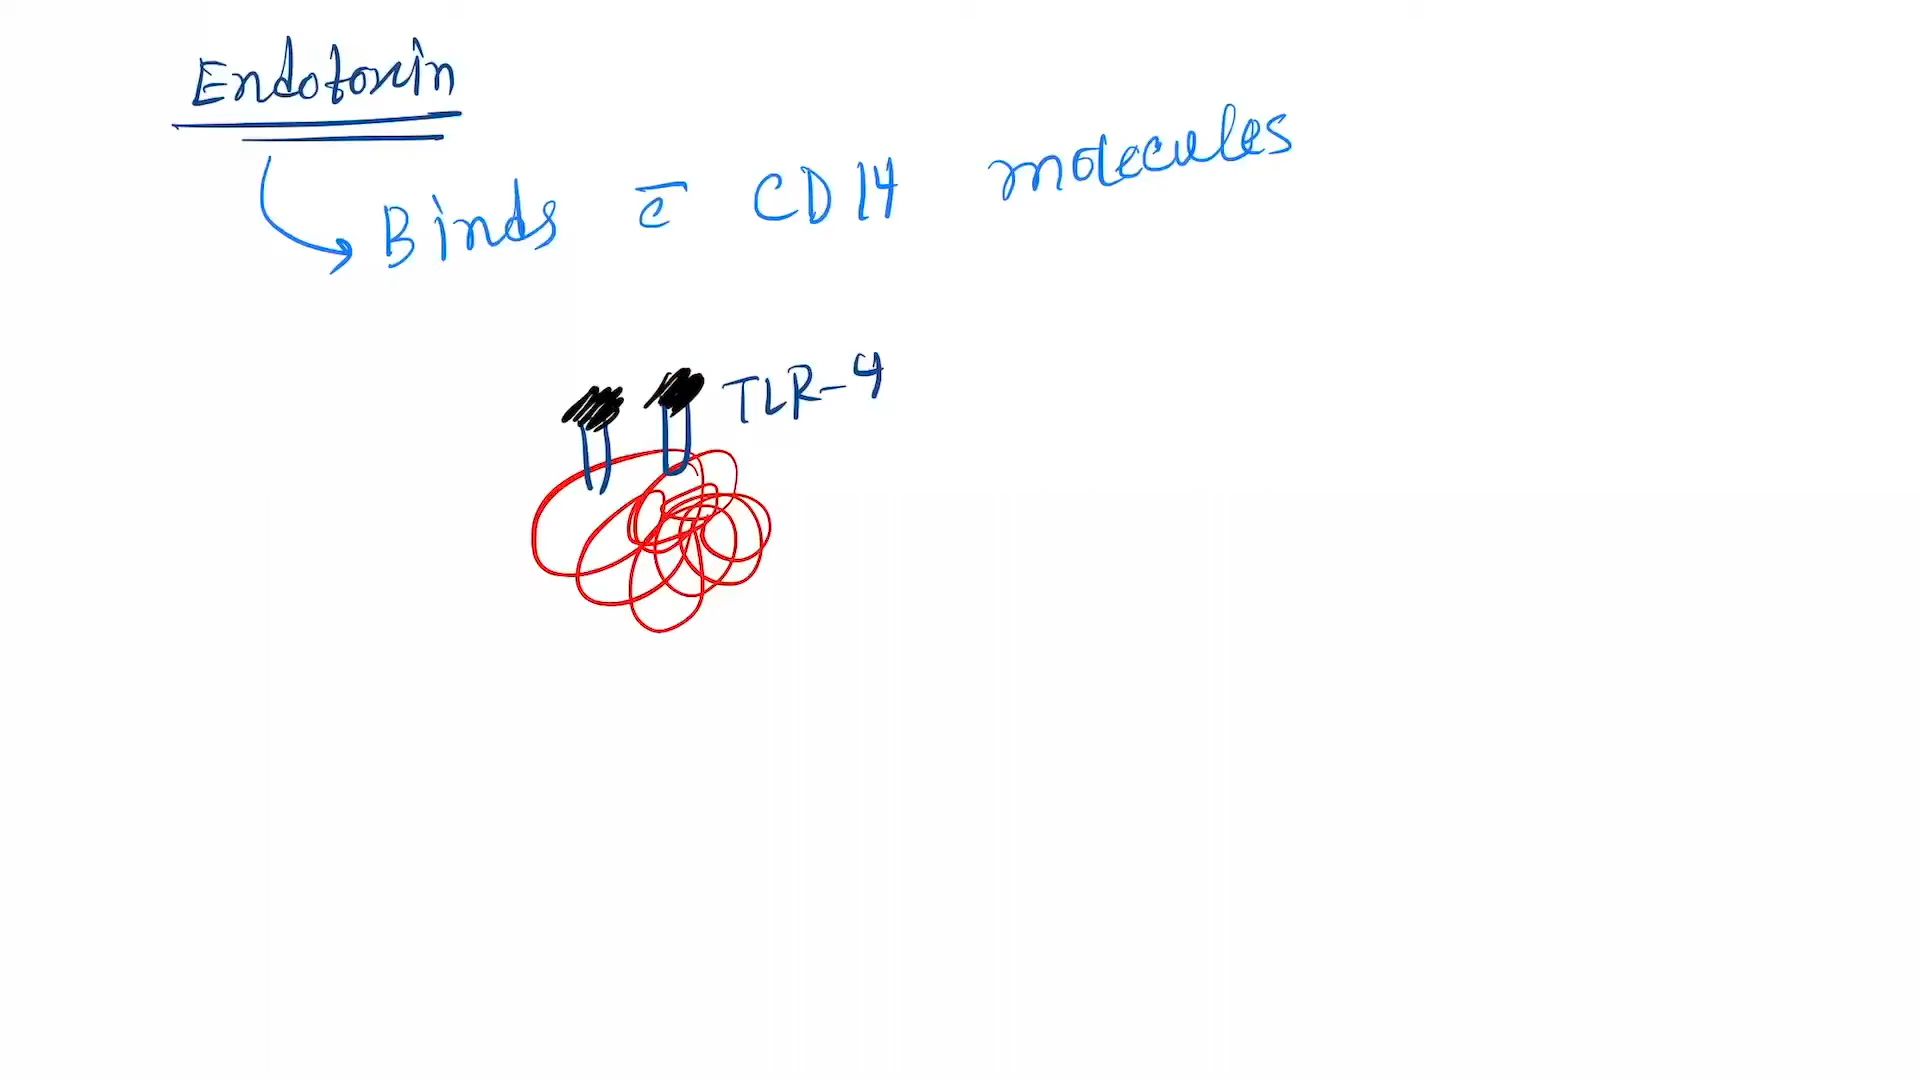 Endotoxin
Binds c̄ CD14 molecules
TLR-4